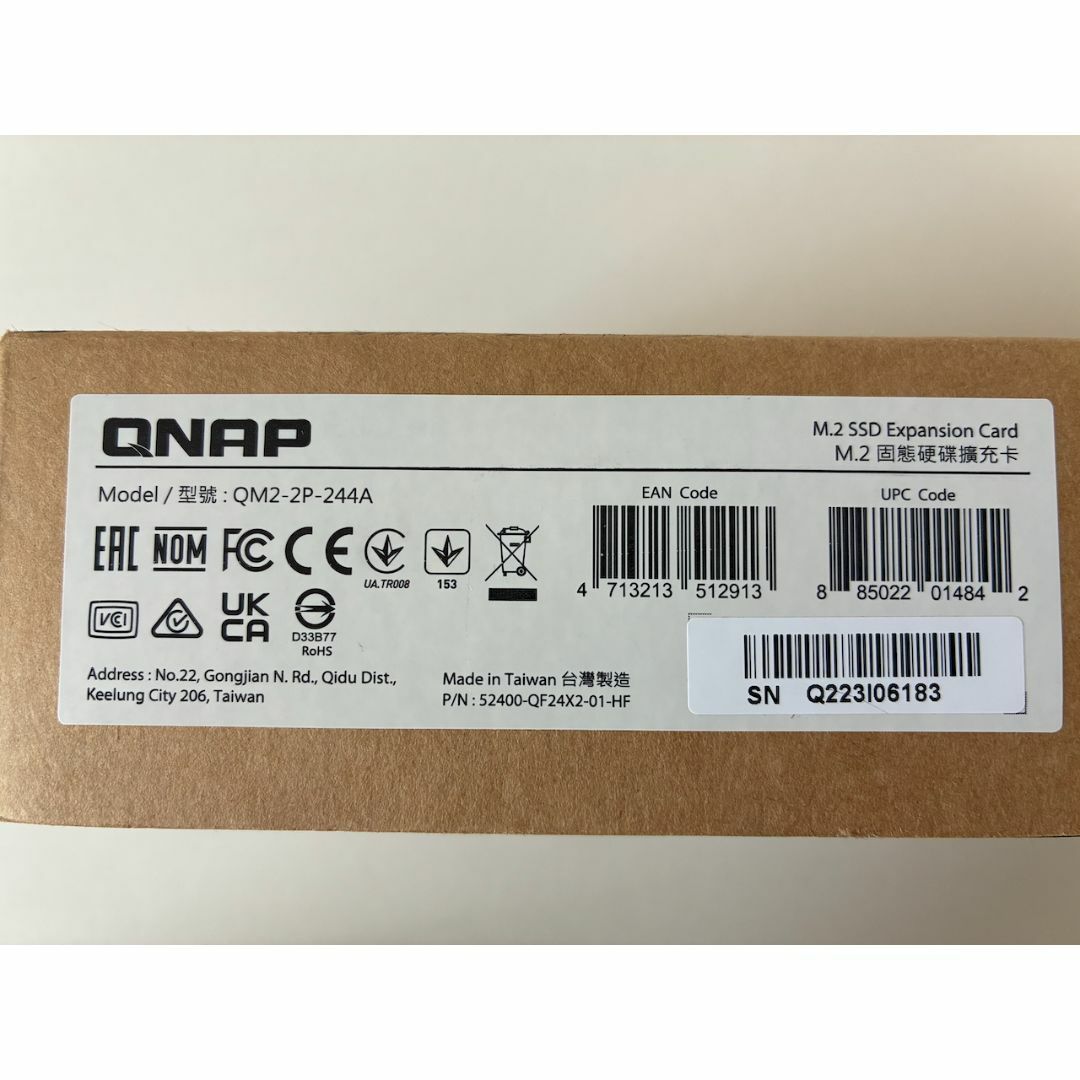 QNAP
M.2 SSD Expansion Card
M.2 固態硬碟擴充卡
Model / 型號 : QM2-2P-244A
EAN Code
4 713213 512913
UPC Code
8 85022 01484 2
EAC NOM FC CE UA.TR008 153
VCI UK CA D33B77 RoHS
Address : No.22, Gongjian N. Rd., Qidu Dist.,
Keelung City 206, Taiwan
Made in Taiwan 台灣製造
P/N : 52400-QF24X2-01-HF
SN Q223I06183